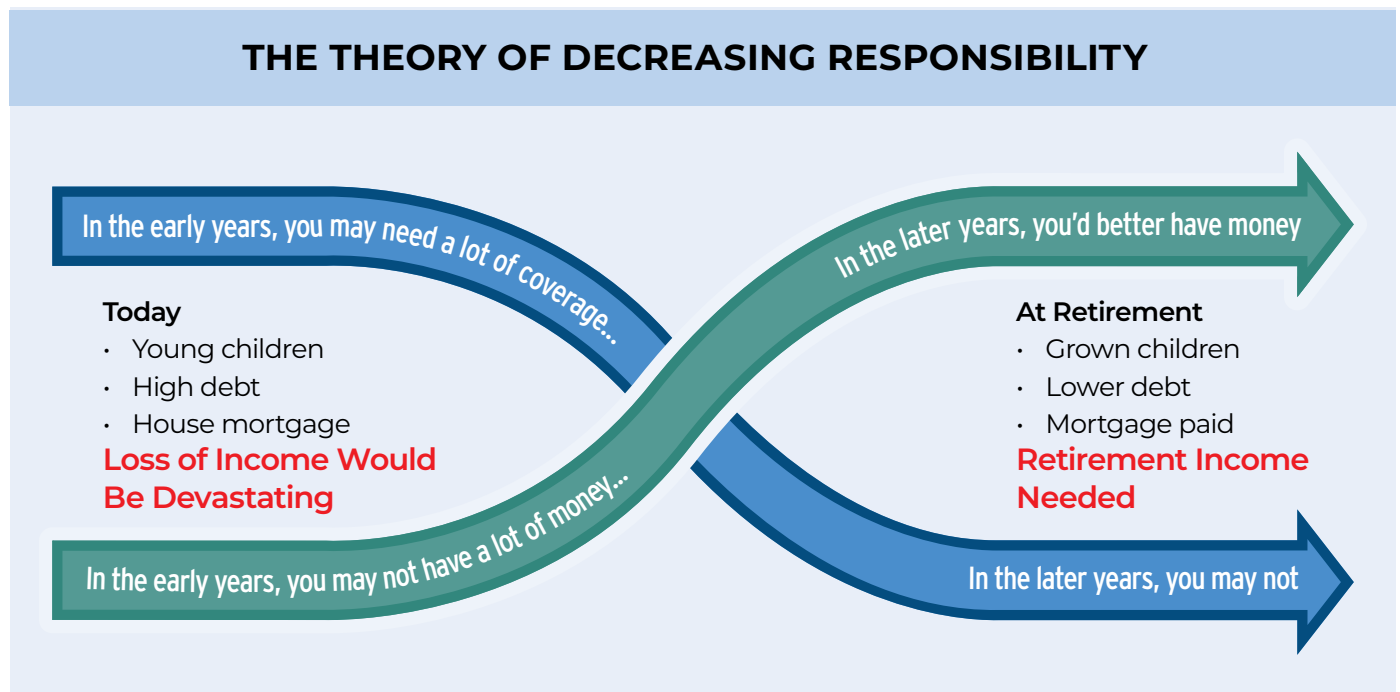 THE THEORY OF DECREASING RESPONSIBILITY
In the early years, you may need a lot of coverage...
In the later years, you'd better have money
Today
· Young children
· High debt
· House mortgage
Loss of Income Would
Be Devastating
At Retirement
· Grown children
· Lower debt
· Mortgage paid
Retirement Income
Needed
In the early years, you may not have a lot of money...
In the later years, you may not